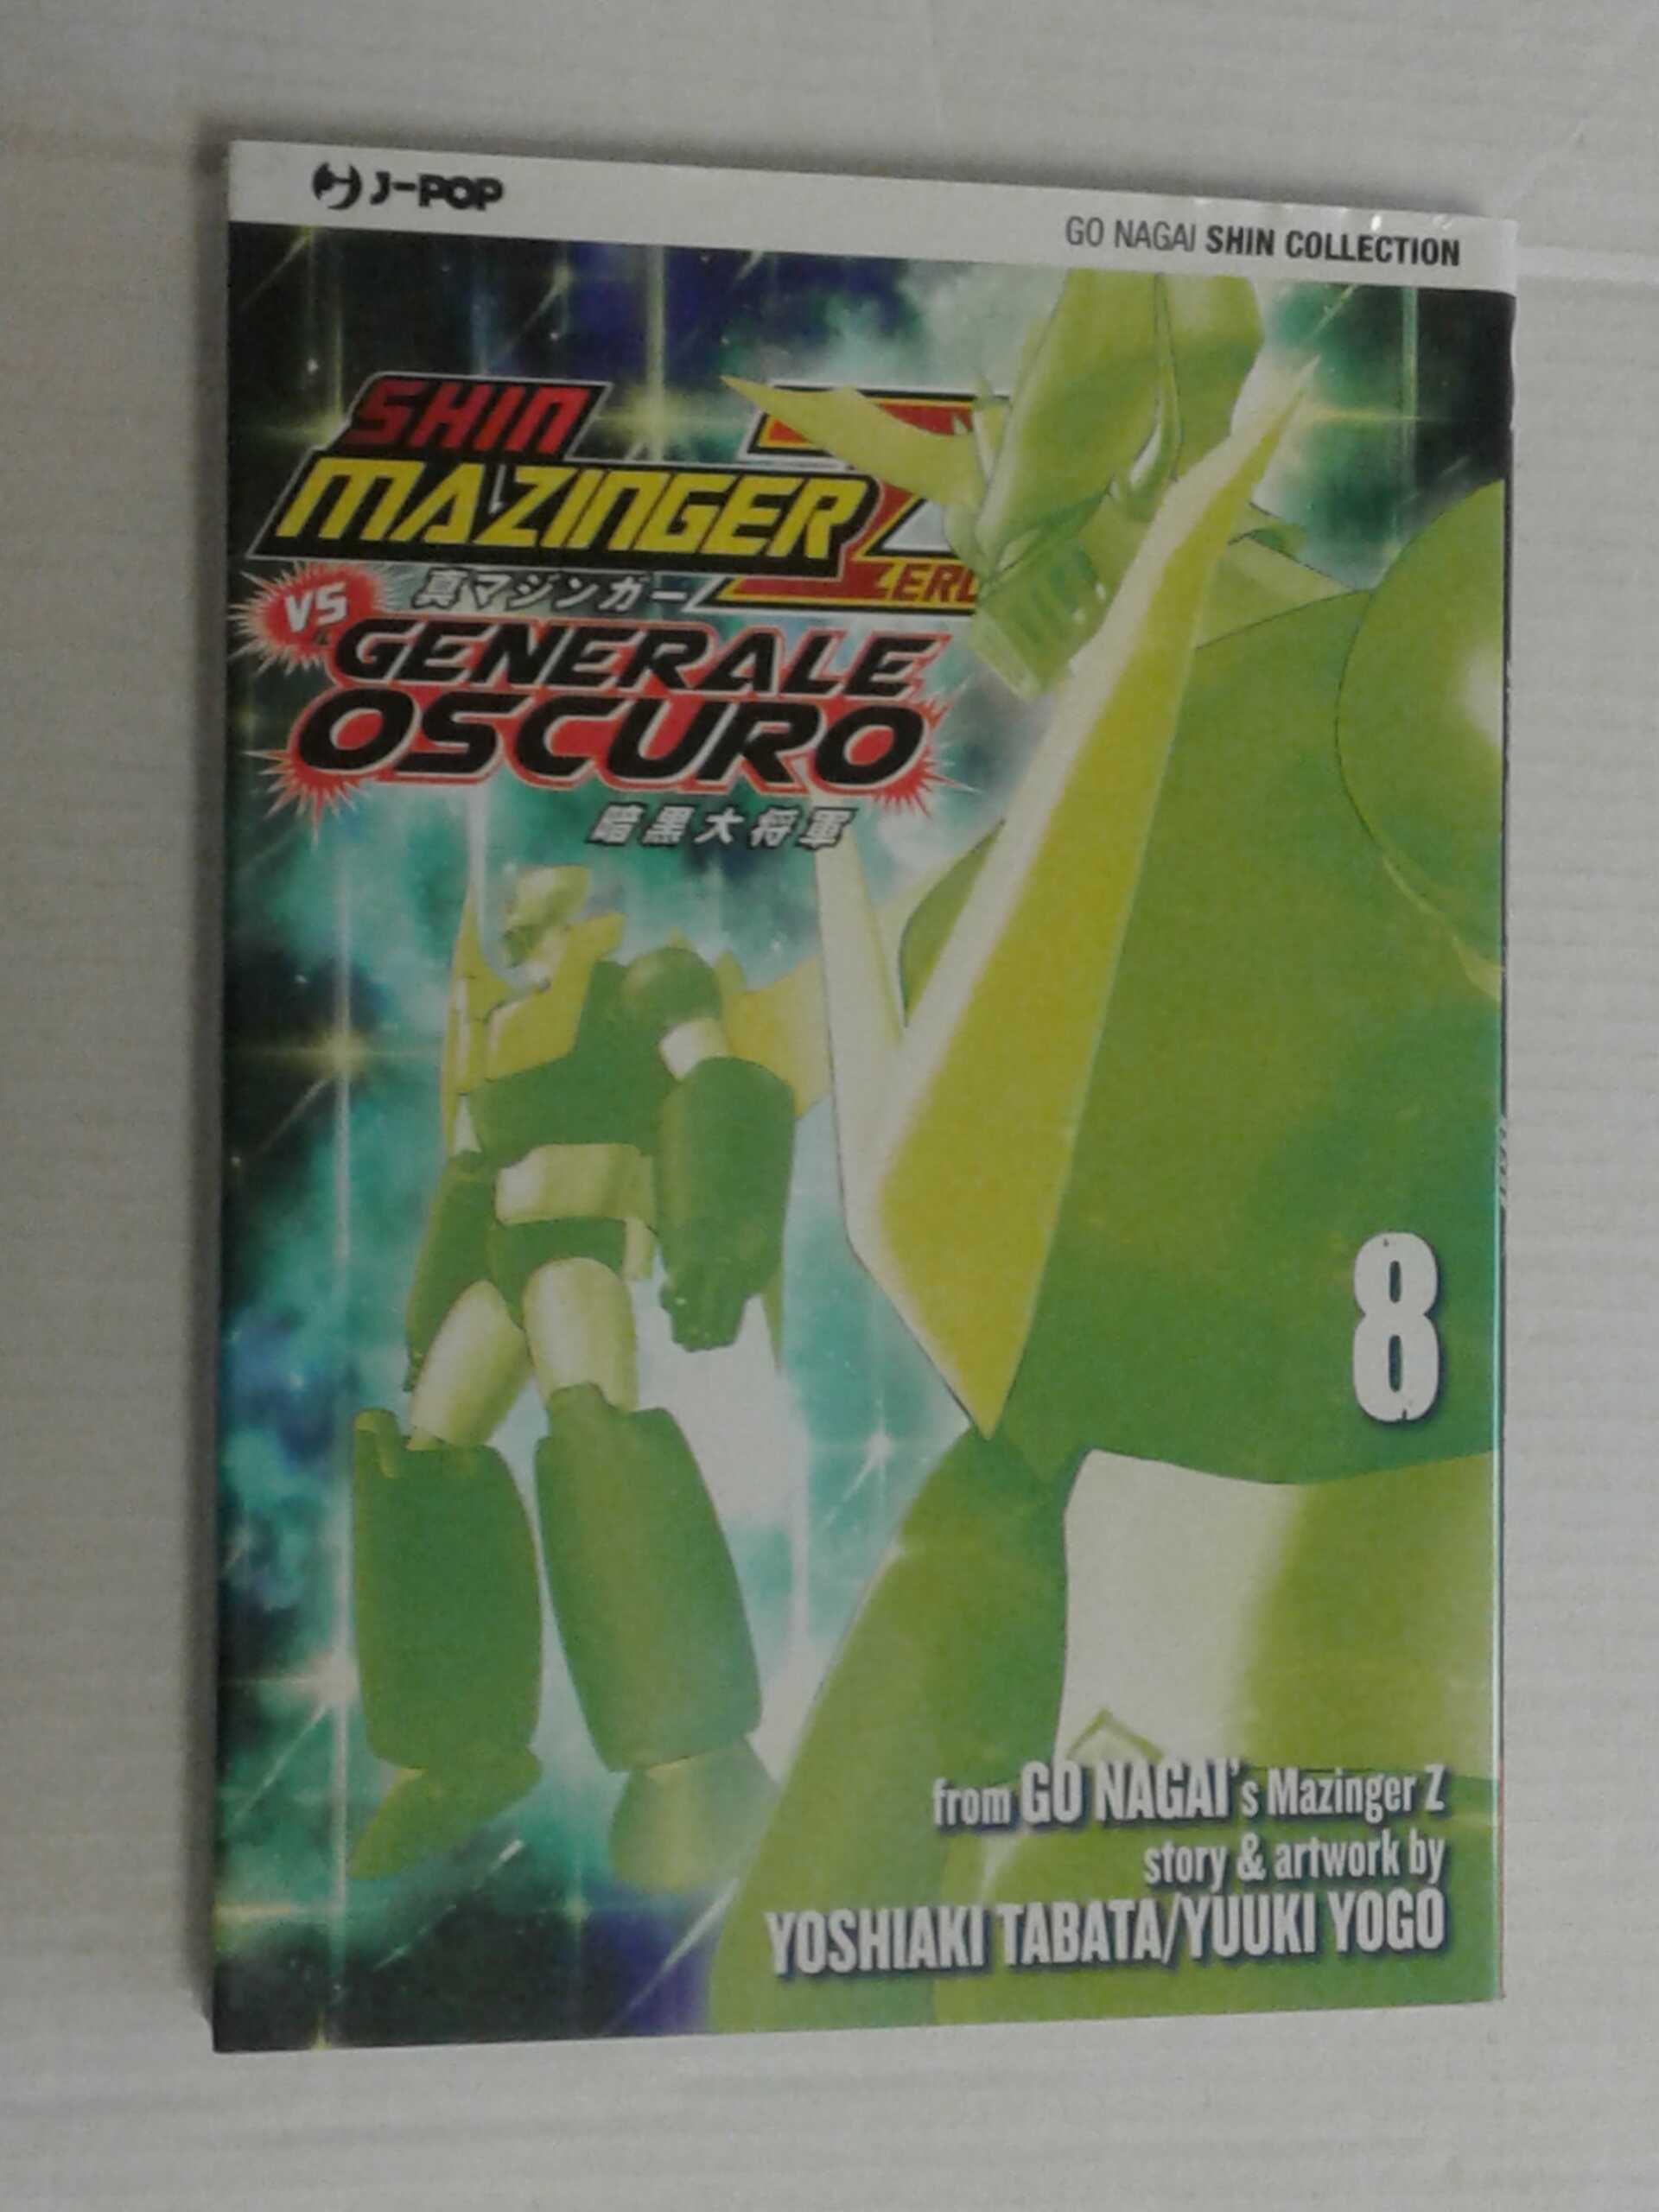 J-POP
GO NAGAI SHIN COLLECTION
SHIN
MAZINGER Z
ZERO
VS 真マジンガー
GENERALE
OSCURO
暗黒大将軍
8
from GO NAGAI's Mazinger Z
story & artwork by
YOSHIAKI TABATA/YUUKI YOGO